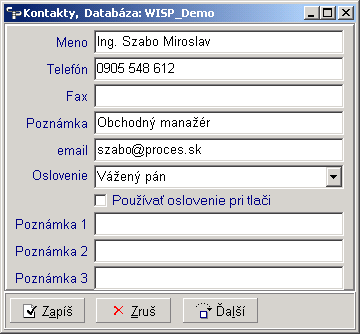 Kontakty, Databáza: WISP_Demo
Meno Ing. Szabo Miroslav
Telefón 0905 548 612
Fax
Poznámka Obchodný manažér
email szabo@proces.sk
Oslovenie Vážený pán
Používať oslovenie pri tlači
Poznámka 1
Poznámka 2
Poznámka 3
Zapíš Zruš Ďalší